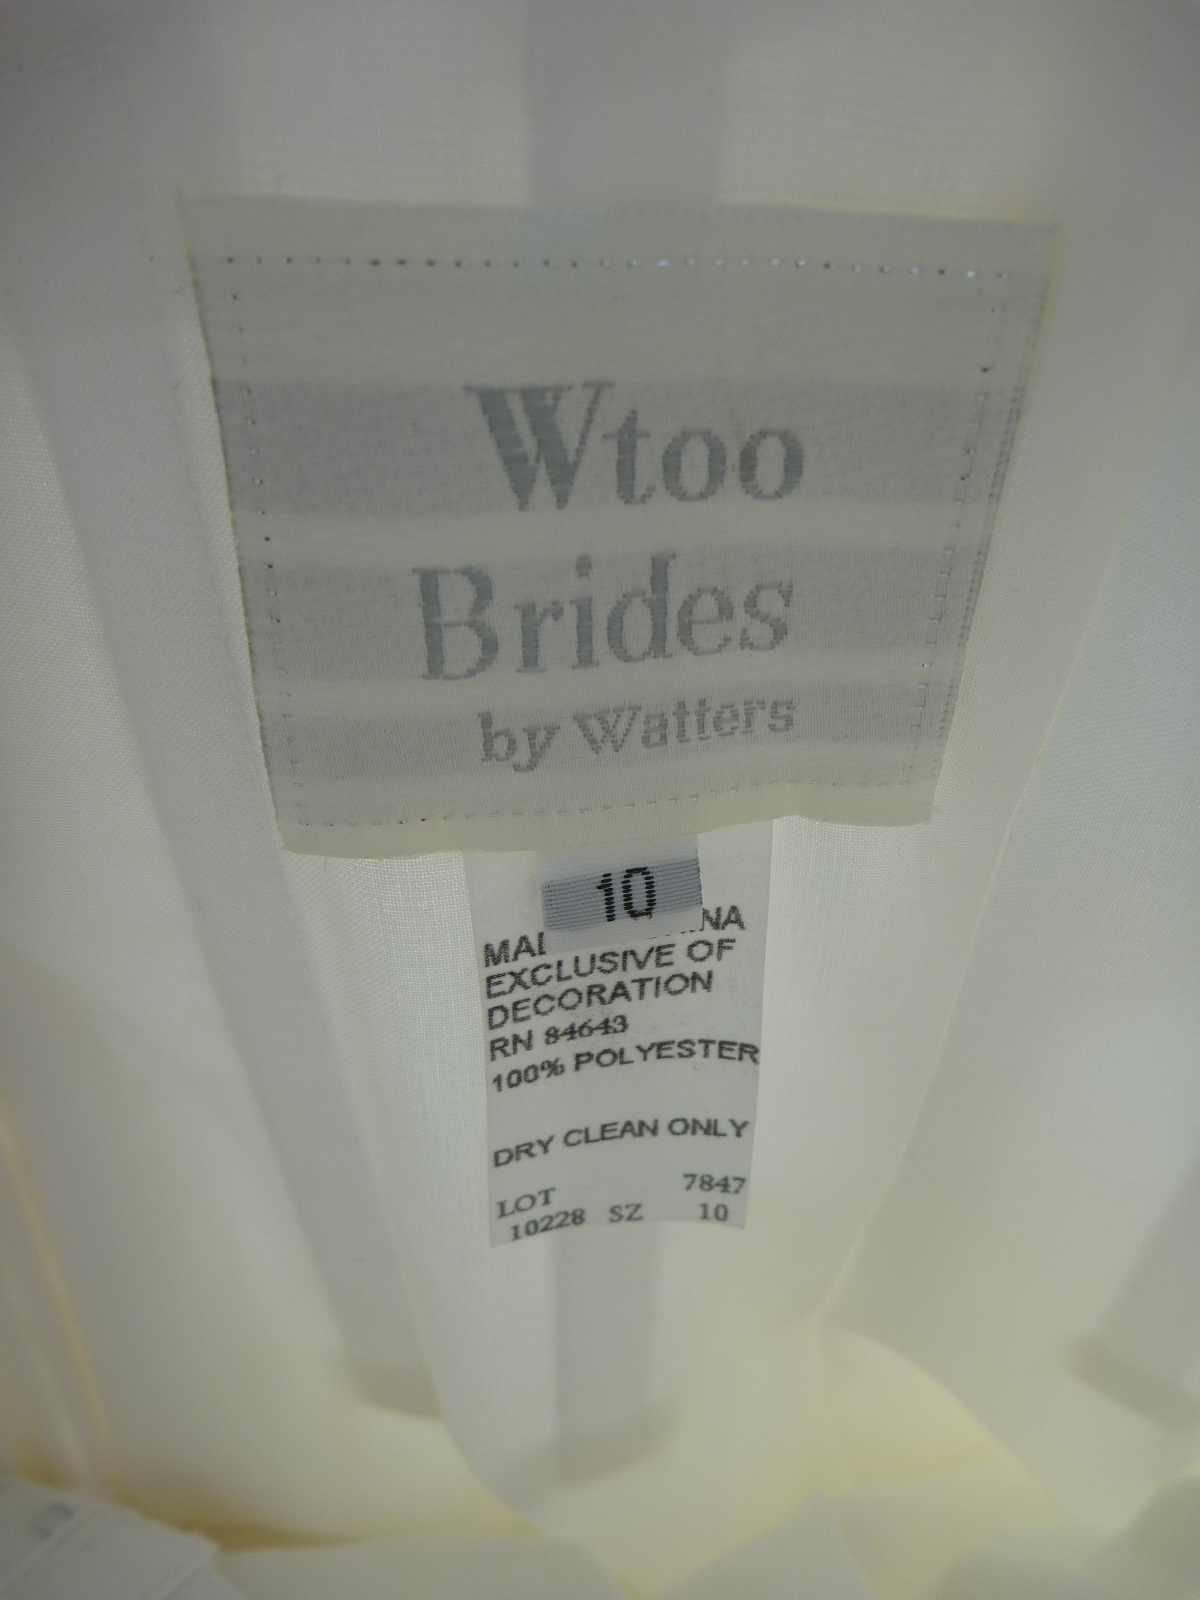 Wtoo
Brides
by Watters
10
EXCLUSIVE OF
DECORATION
RN 84643
100% POLYESTER
DRY CLEAN ONLY
LOT 7847
10228 SZ 10